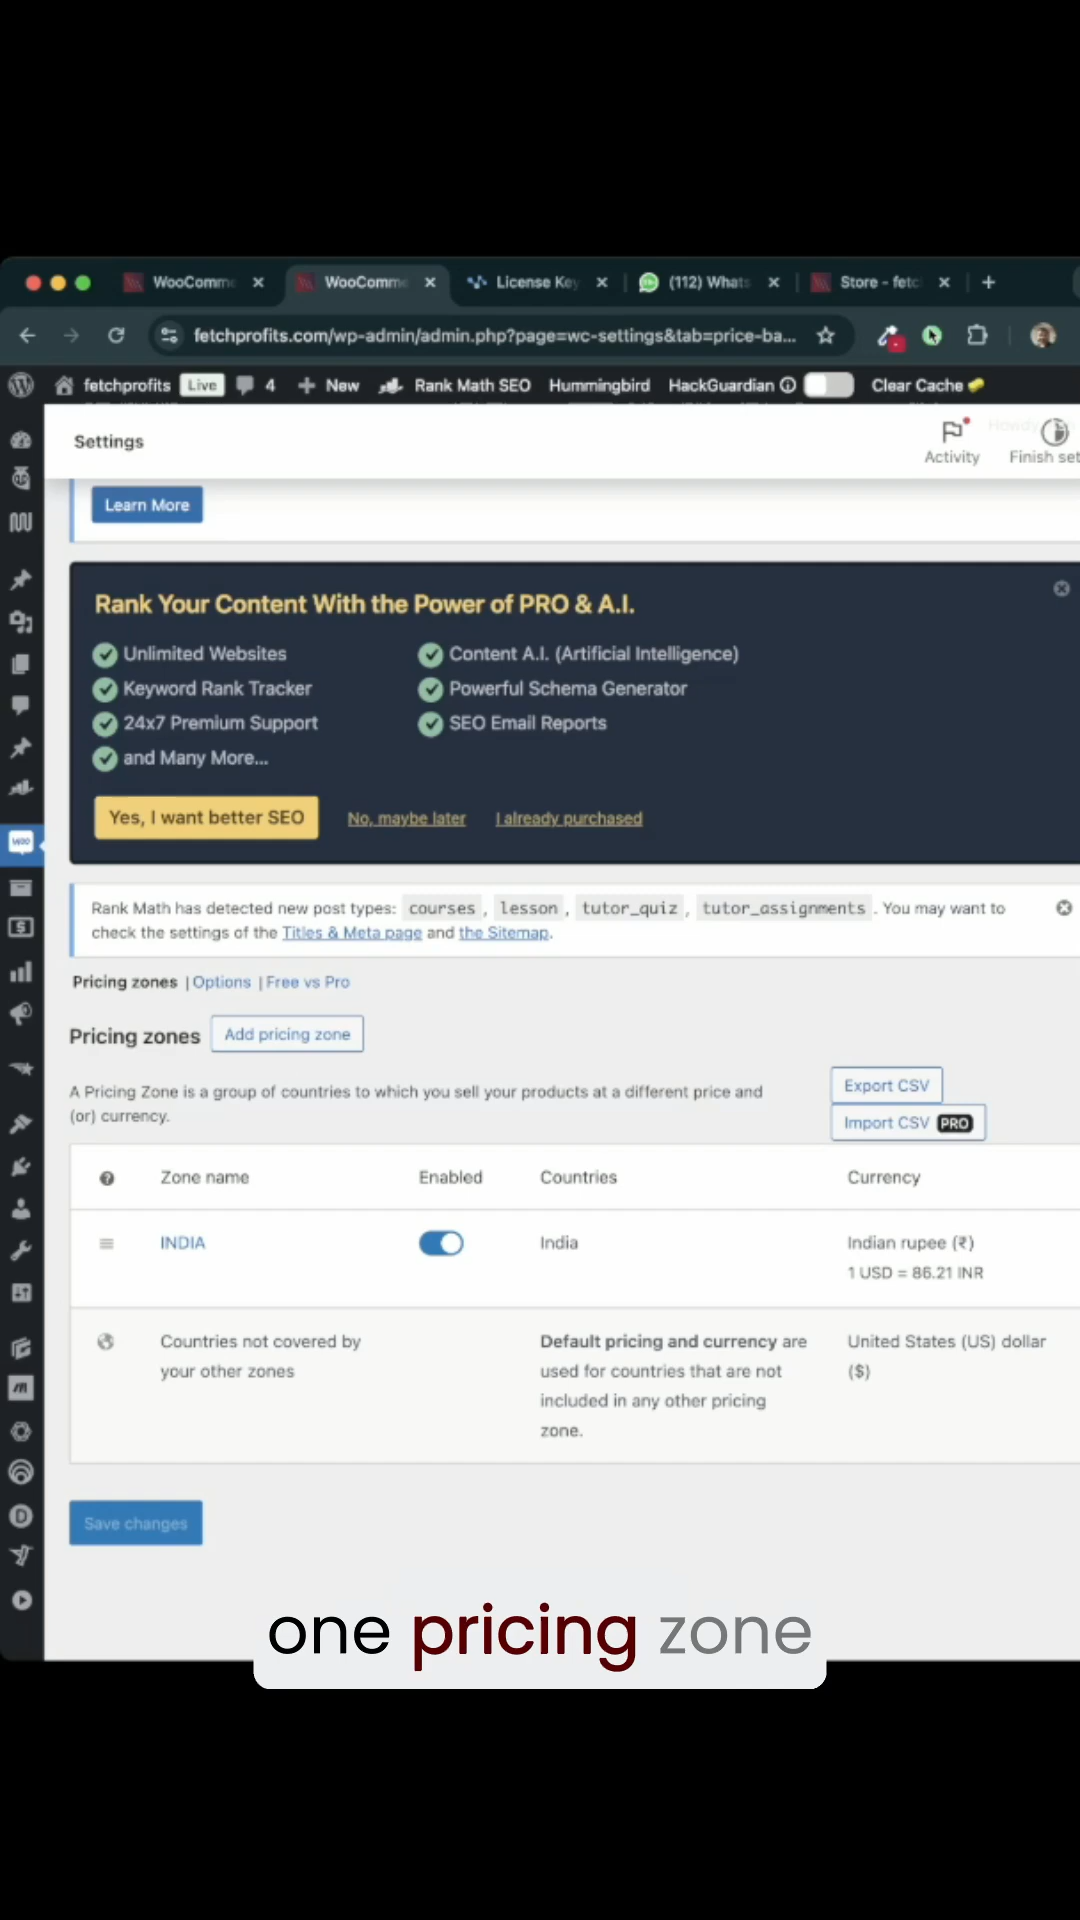 WooComme
WooComme
License Key
(112) Whats
Store - fetc
fetchprofits.com/wp-admin/admin.php?page=wc-settings&tab=price-ba...
fetchprofits Live 4 New Rank Math SEO Hummingbird HackGuardian Clear Cache
Settings
Activity
Finish set
Learn More
Rank Your Content With the Power of PRO & A.I.
Unlimited Websites
Content A.I. (Artificial Intelligence)
Keyword Rank Tracker
Powerful Schema Generator
24x7 Premium Support
SEO Email Reports
and Many More...
Yes, I want better SEO
No, maybe later
I already purchased
Rank Math has detected new post types: courses , lesson , tutor_quiz , tutor_assignments . You may want to
check the settings of the Titles & Meta page and the Sitemap.
Pricing zones | Options | Free vs Pro
Pricing zones Add pricing zone
A Pricing Zone is a group of countries to which you sell your products at a different price and
(or) currency.
Export CSV
Import CSV PRO
Zone name Enabled Countries Currency
INDIA India Indian rupee (₹)
1 USD = 86.21 INR
Countries not covered by
your other zones
Default pricing and currency are
used for countries that are not
included in any other pricing
zone.
United States (US) dollar
($)
Save changes
one pricing zone